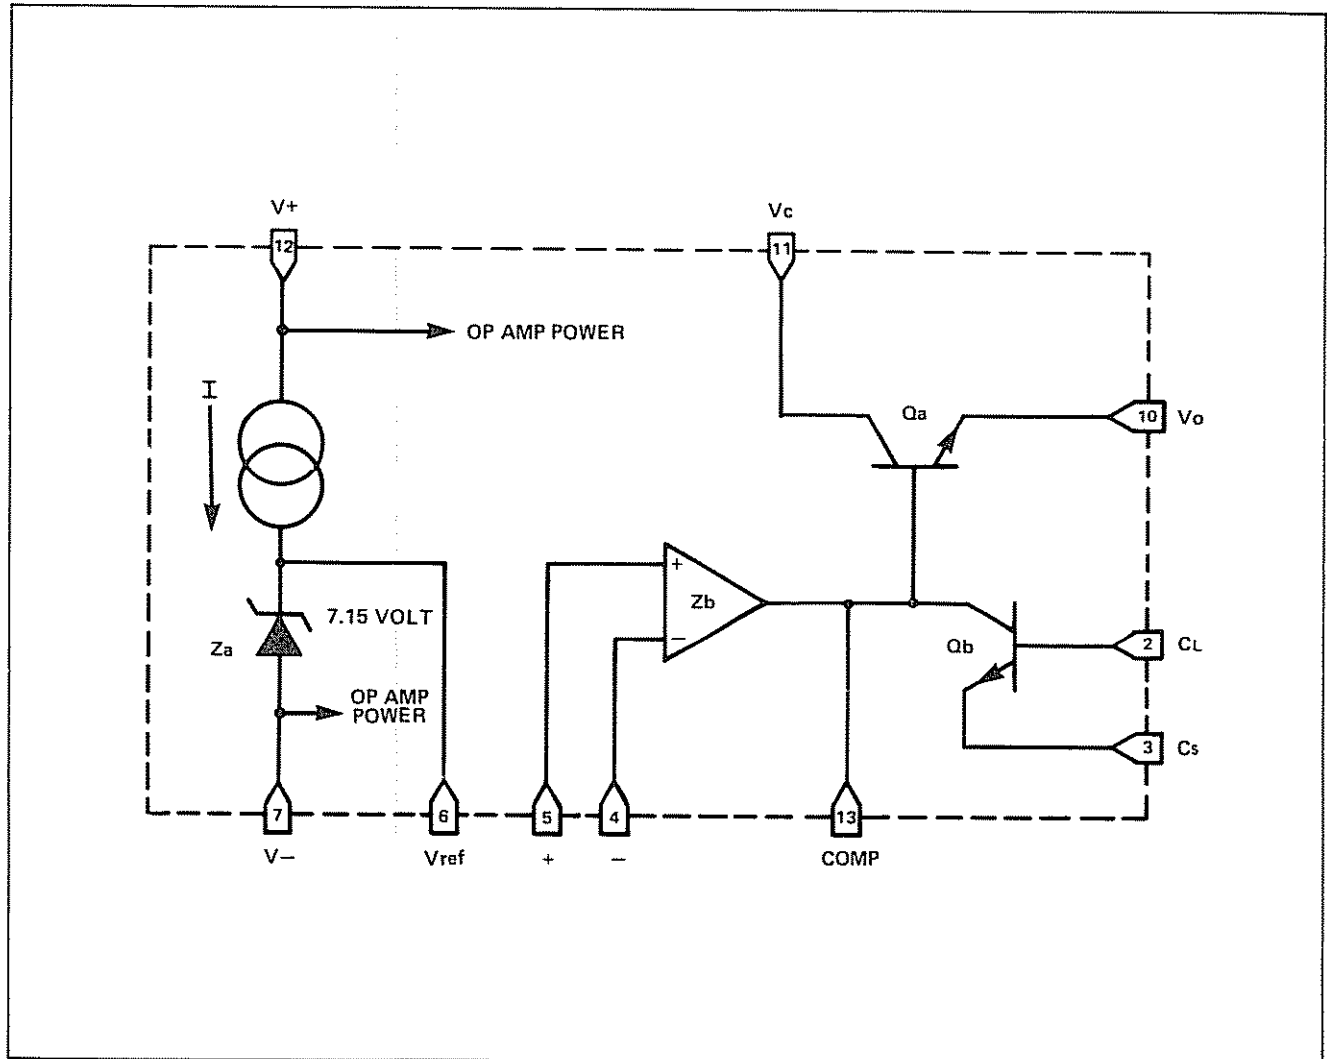 V+
Vc
12
11
OP AMP POWER
I
Qa
10 Vo
7.15 VOLT
+
Zb
−
Za
Qb
2 CL
OP AMP
POWER
3 Cs
7
6
5
4
13
V−
Vref
+
−
COMP